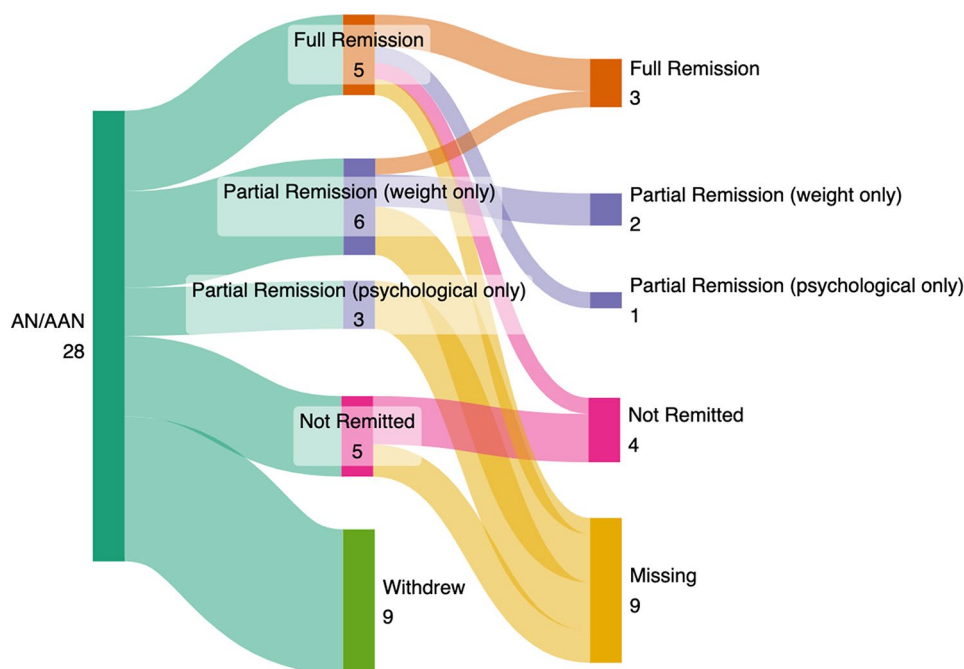 AN/AAN
28
Full Remission
5
Partial Remission (weight only)
6
Partial Remission (psychological only)
3
Not Remitted
5
Withdrew
9
Full Remission
3
Partial Remission (weight only)
2
Partial Remission (psychological only)
1
Not Remitted
4
Missing
9